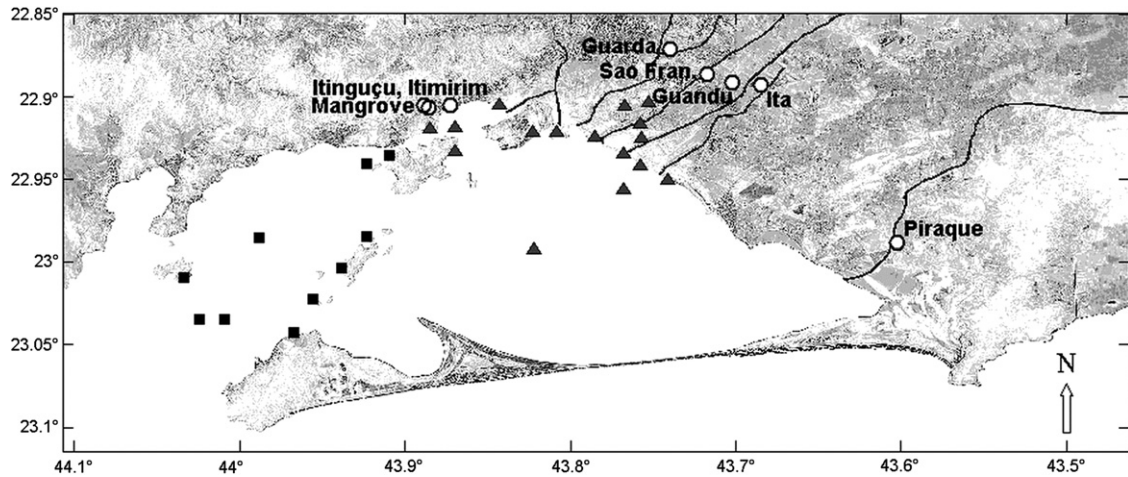 22.85°
Guarda
Sao Fran.
22.9°
Itinguçu, Itimirim
Guandu
Ita
Mangrove
22.95°
Piraque
23°
23.05°
N
23.1°
44.1°
44°
43.9°
43.8°
43.7°
43.6°
43.5°